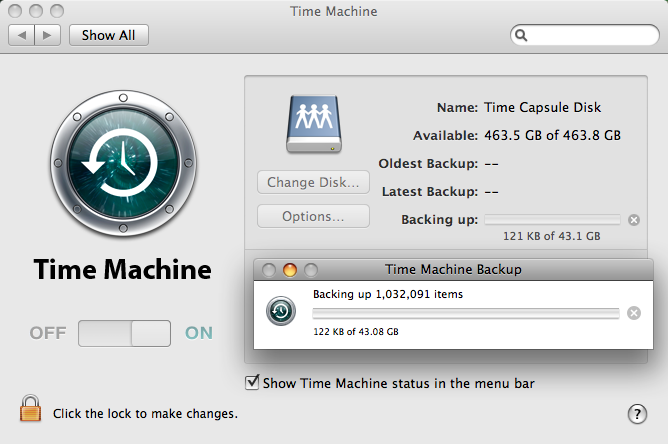 Time Machine
Show All
Name: Time Capsule Disk
Available: 463.5 GB of 463.8 GB
Oldest Backup: --
Change Disk...
Latest Backup: --
Options...
Backing up:
121 KB of 43.1 GB
Time Machine Backup
Time Machine
Backing up 1,032,091 items
122 KB of 43.08 GB
OFF ON
Show Time Machine status in the menu bar
Click the lock to make changes.
?